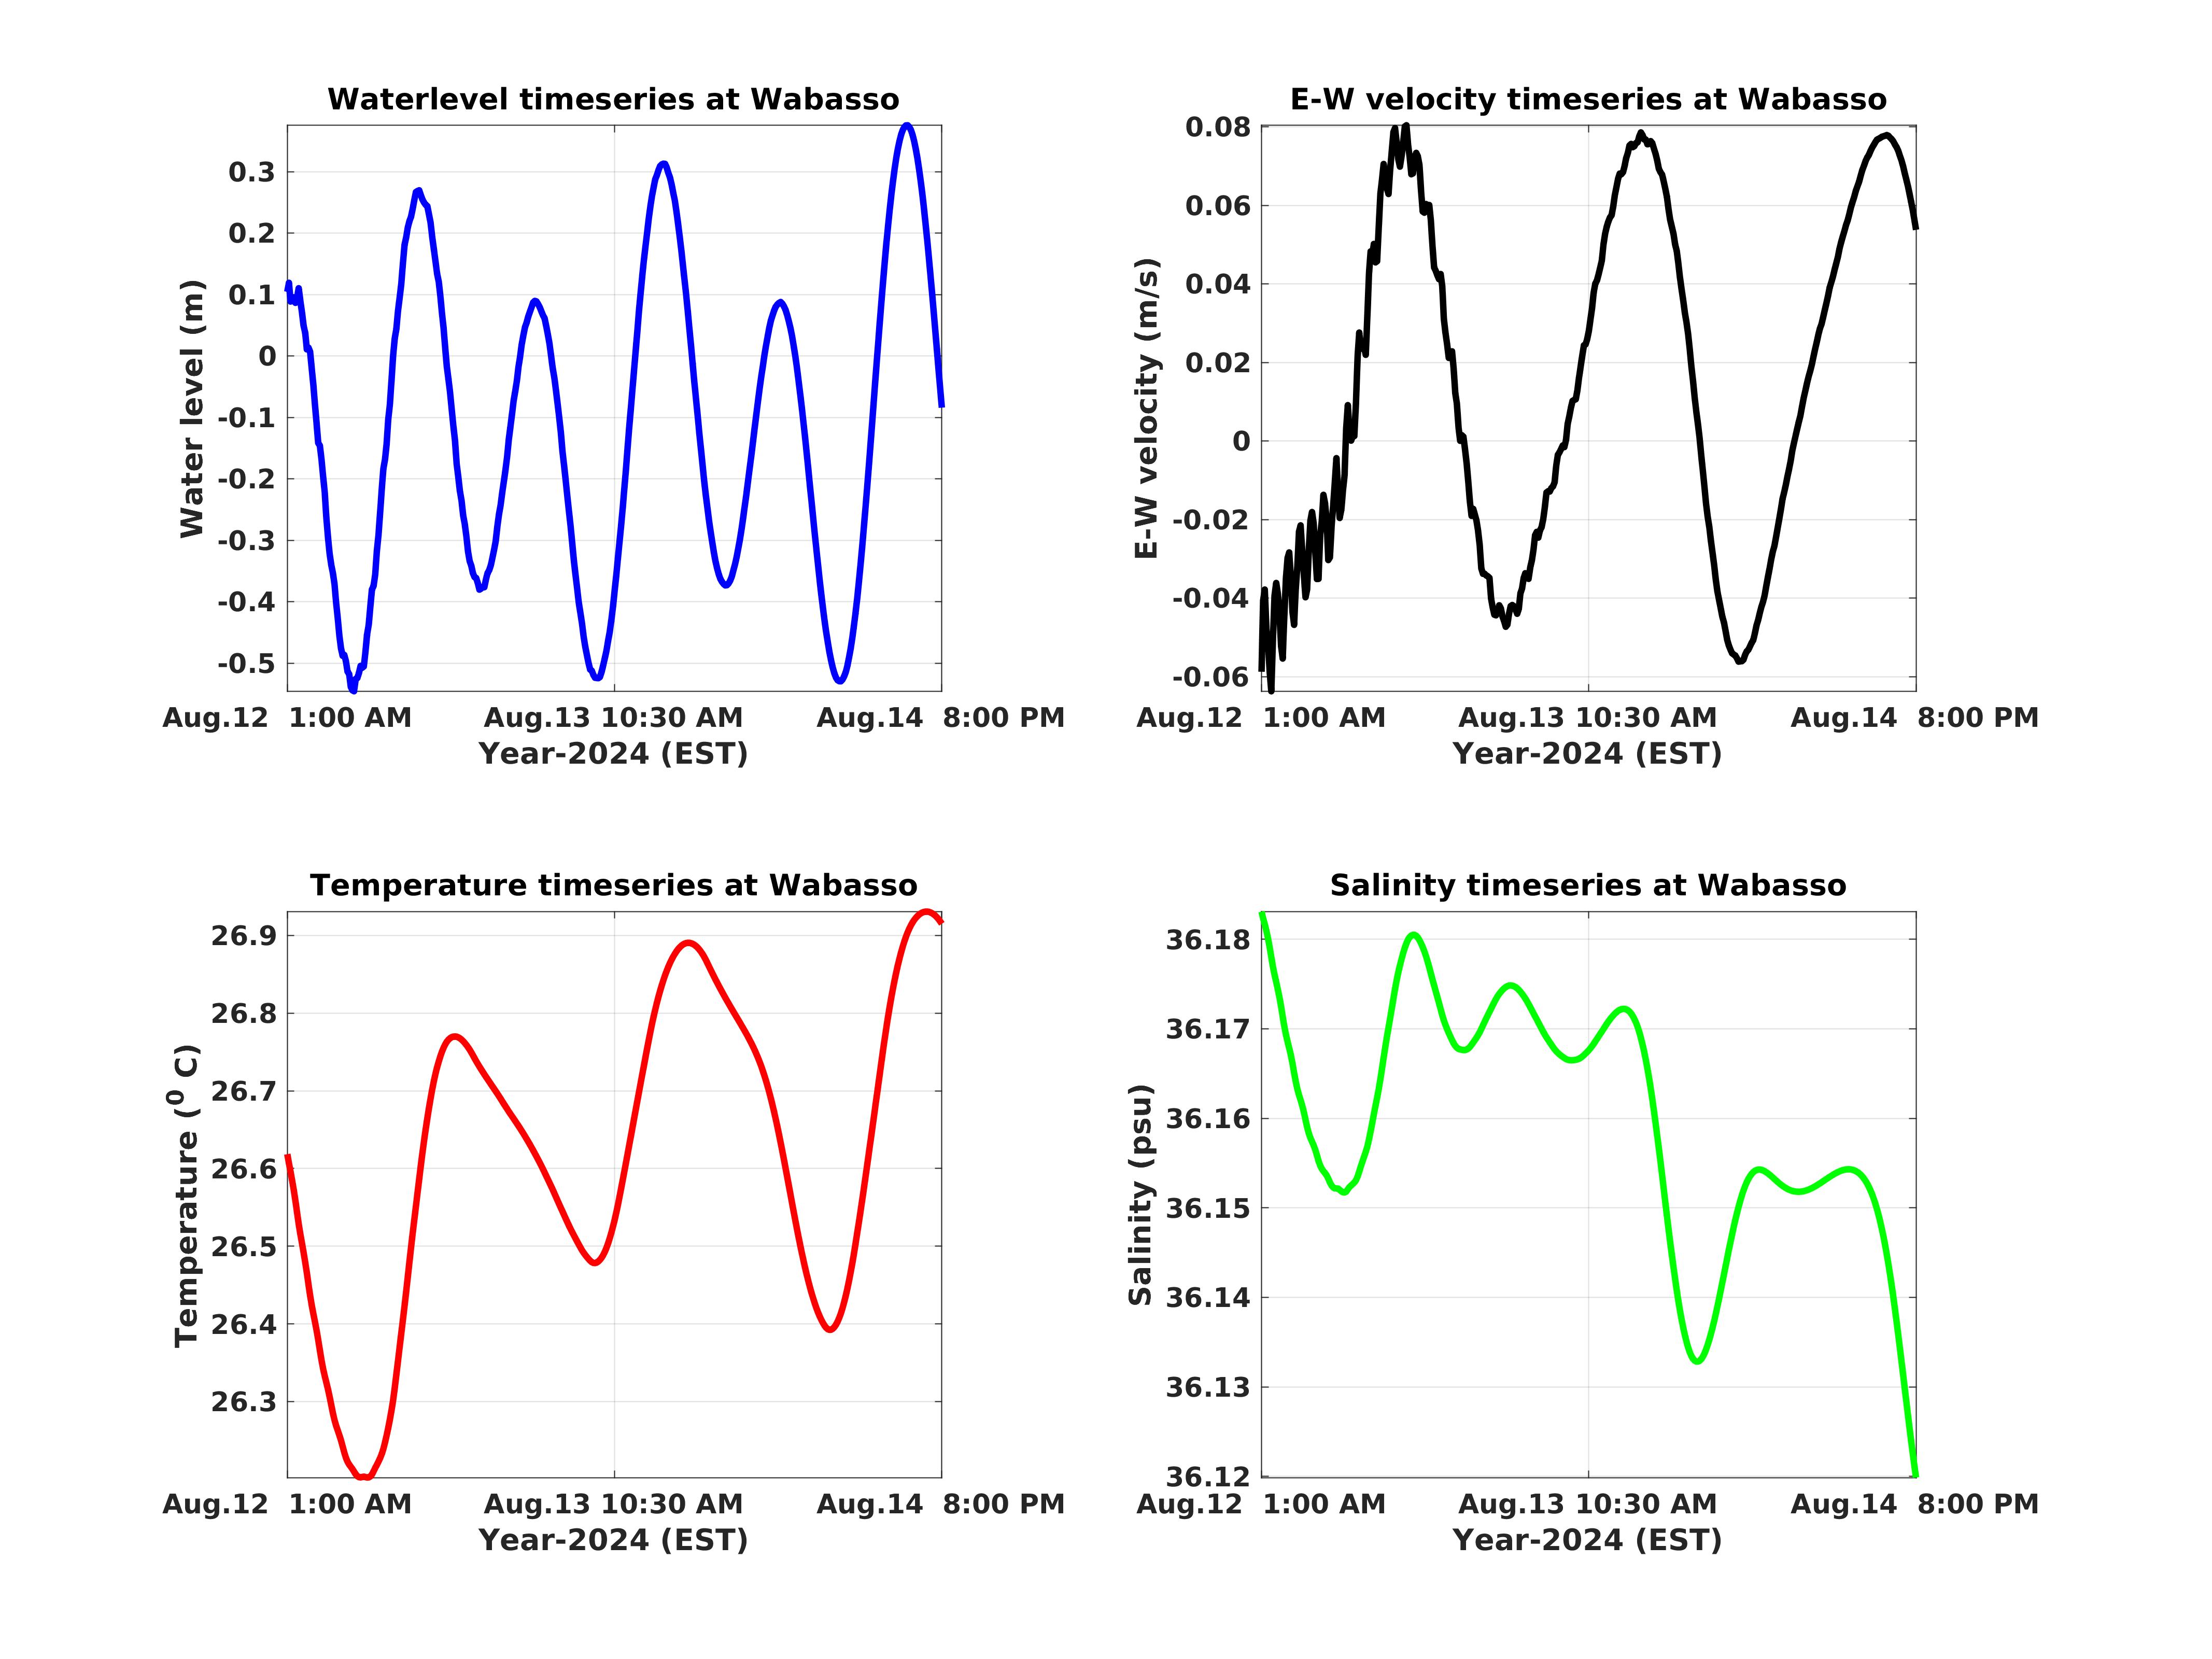 Waterlevel timeseries at Wabasso
0.3
0.2
0.1
0
-0.1
-0.2
-0.3
-0.4
-0.5
Water level (m)
Aug.12 1:00 AM Aug.13 10:30 AM Aug.14 8:00 PM
Year-2024 (EST)
E-W velocity timeseries at Wabasso
0.08
0.06
0.04
0.02
0
-0.02
-0.04
-0.06
E-W velocity (m/s)
Aug.12 1:00 AM Aug.13 10:30 AM Aug.14 8:00 PM
Year-2024 (EST)
Temperature timeseries at Wabasso
26.9
26.8
26.7
26.6
26.5
26.4
26.3
Temperature (⁰ C)
Aug.12 1:00 AM Aug.13 10:30 AM Aug.14 8:00 PM
Year-2024 (EST)
Salinity timeseries at Wabasso
36.18
36.17
36.16
36.15
36.14
36.13
36.12
Salinity (psu)
Aug.12 1:00 AM Aug.13 10:30 AM Aug.14 8:00 PM
Year-2024 (EST)